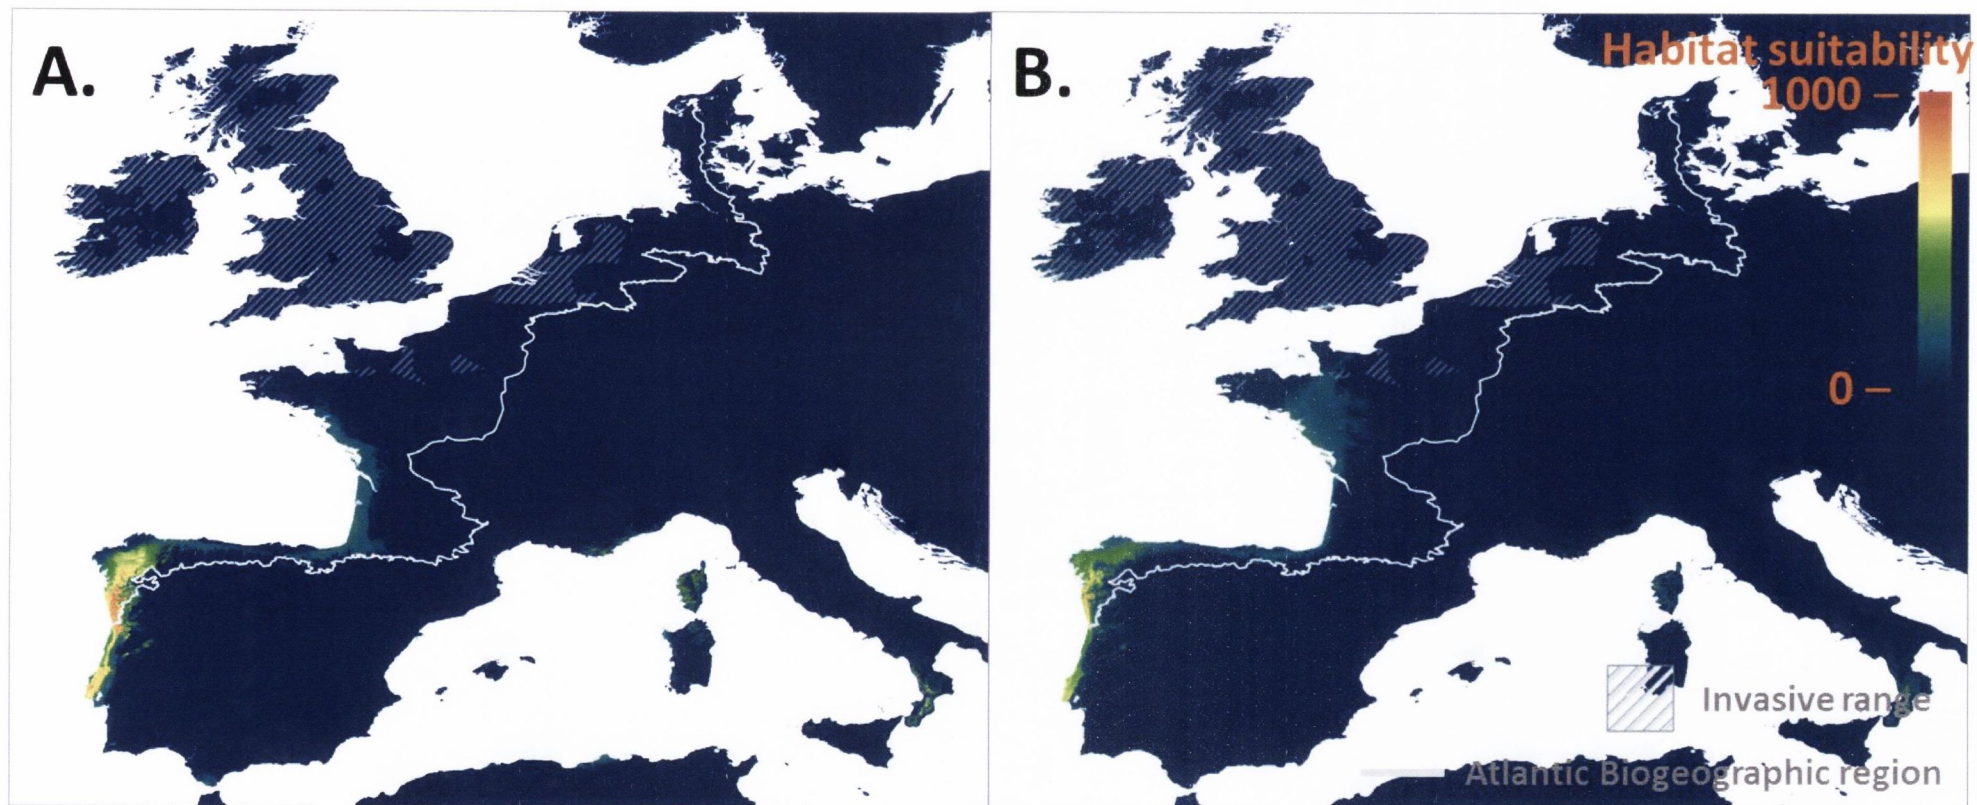 A.
B.
Habitat suitability
1000 –
0 –
Invasive range
Atlantic Biogeographic region